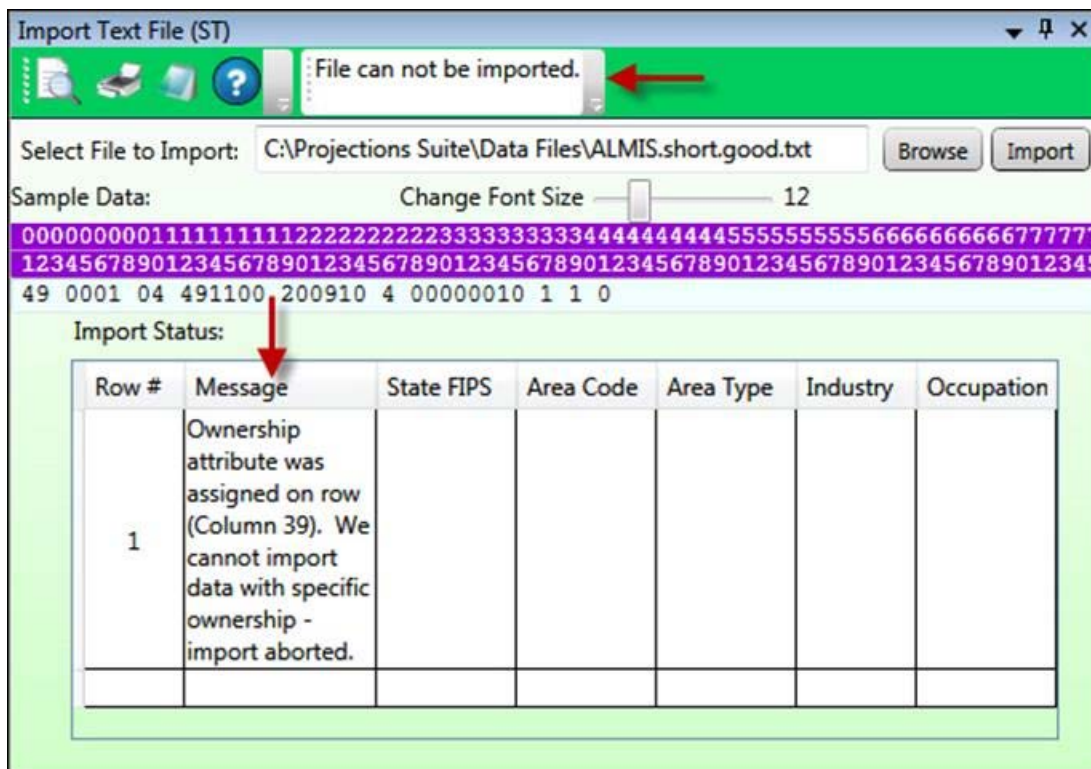 Import Text File (ST)
File can not be imported.
Select File to Import: C:\Projections Suite\Data Files\ALMIS.short.good.txt Browse Import
Sample Data: Change Font Size 12
000000000111111111122222222223333333333444444444455555555556666666666777777
123456789012345678901234567890123456789012345678901234567890123456789012345
49 0001 04 491100 200910 4 00000010 1 1 0
Import Status:
Row # Message State FIPS Area Code Area Type Industry Occupation
1 Ownership
attribute was
assigned on row
(Column 39). We
cannot import
data with specific
ownership -
import aborted.